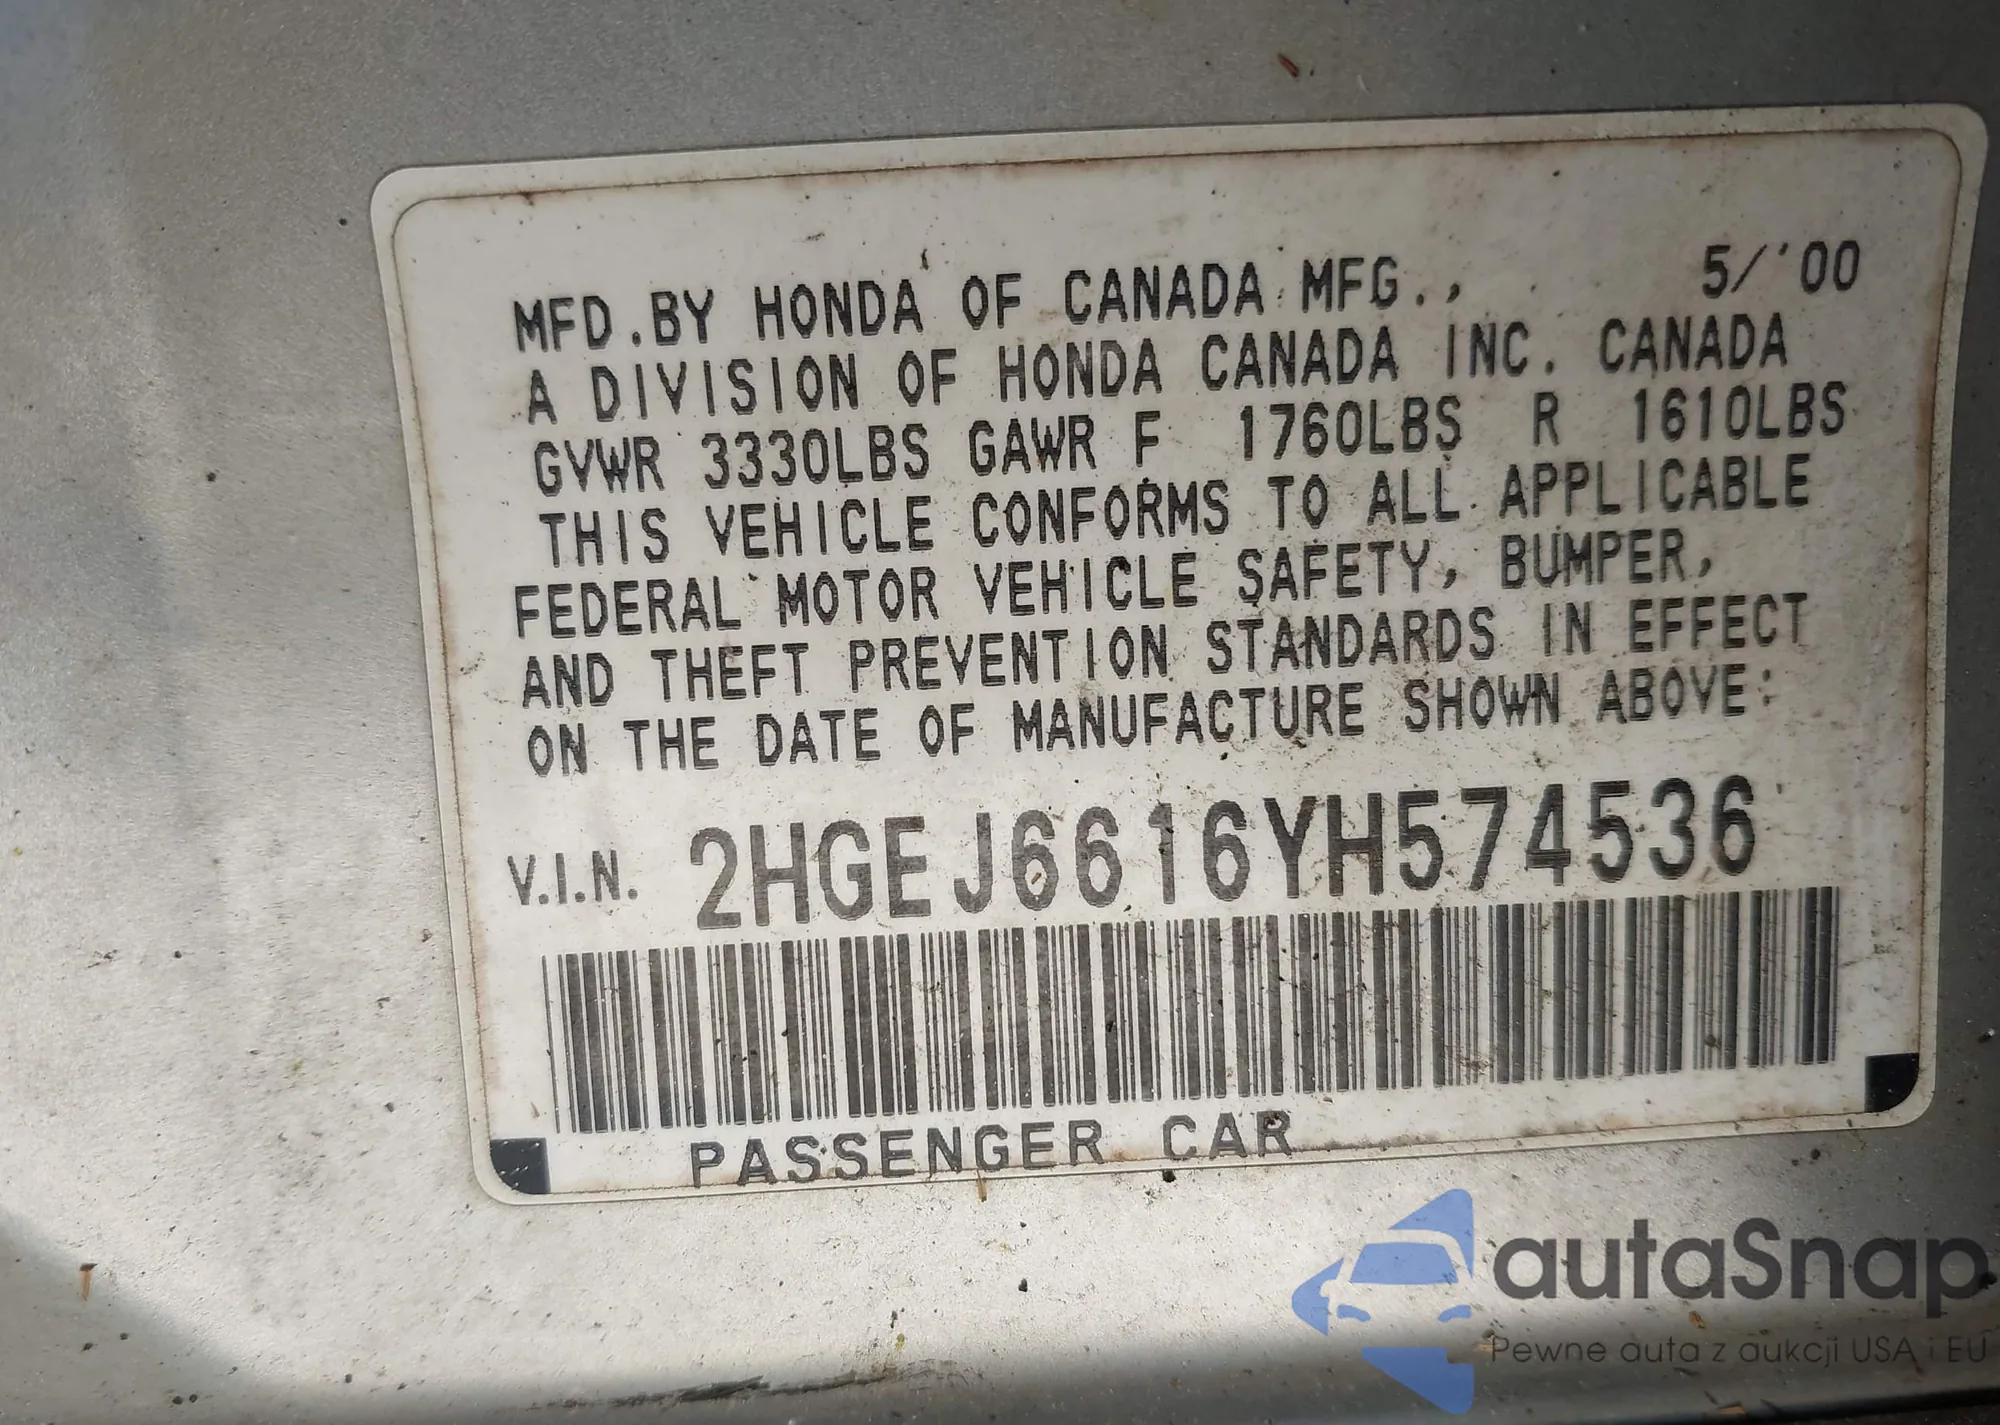 MFD.BY HONDA OF CANADA MFG., 5/'00
A DIVISION OF HONDA CANADA INC. CANADA
GVWR 3330LBS GAWR F 1760LBS R 1610LBS
THIS VEHICLE CONFORMS TO ALL APPLICABLE
FEDERAL MOTOR VEHICLE SAFETY, BUMPER,
AND THEFT PREVENTION STANDARDS IN EFFECT
ON THE DATE OF MANUFACTURE SHOWN ABOVE:
V.I.N. 2HGEJ6616YH574536
PASSENGER CAR
autaSnap
Pewne auta z aukcji USA i EU